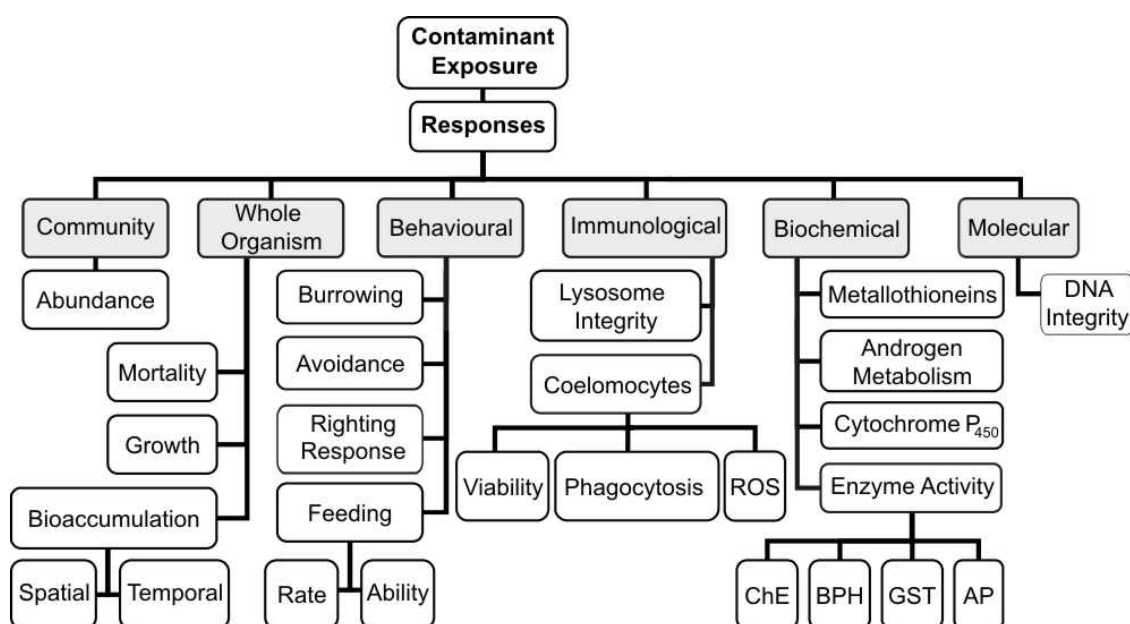 Contaminant
Exposure
Responses
Community
Whole
Organism
Behavioural
Immunological
Biochemical
Molecular
Abundance
Mortality
Growth
Bioaccumulation
Spatial
Temporal
Burrowing
Avoidance
Righting
Response
Feeding
Rate
Ability
Lysosome
Integrity
Coelomocytes
Viability
Phagocytosis
ROS
Metallothioneins
Androgen
Metabolism
Cytochrome P450
Enzyme Activity
ChE
BPH
GST
AP
DNA
Integrity